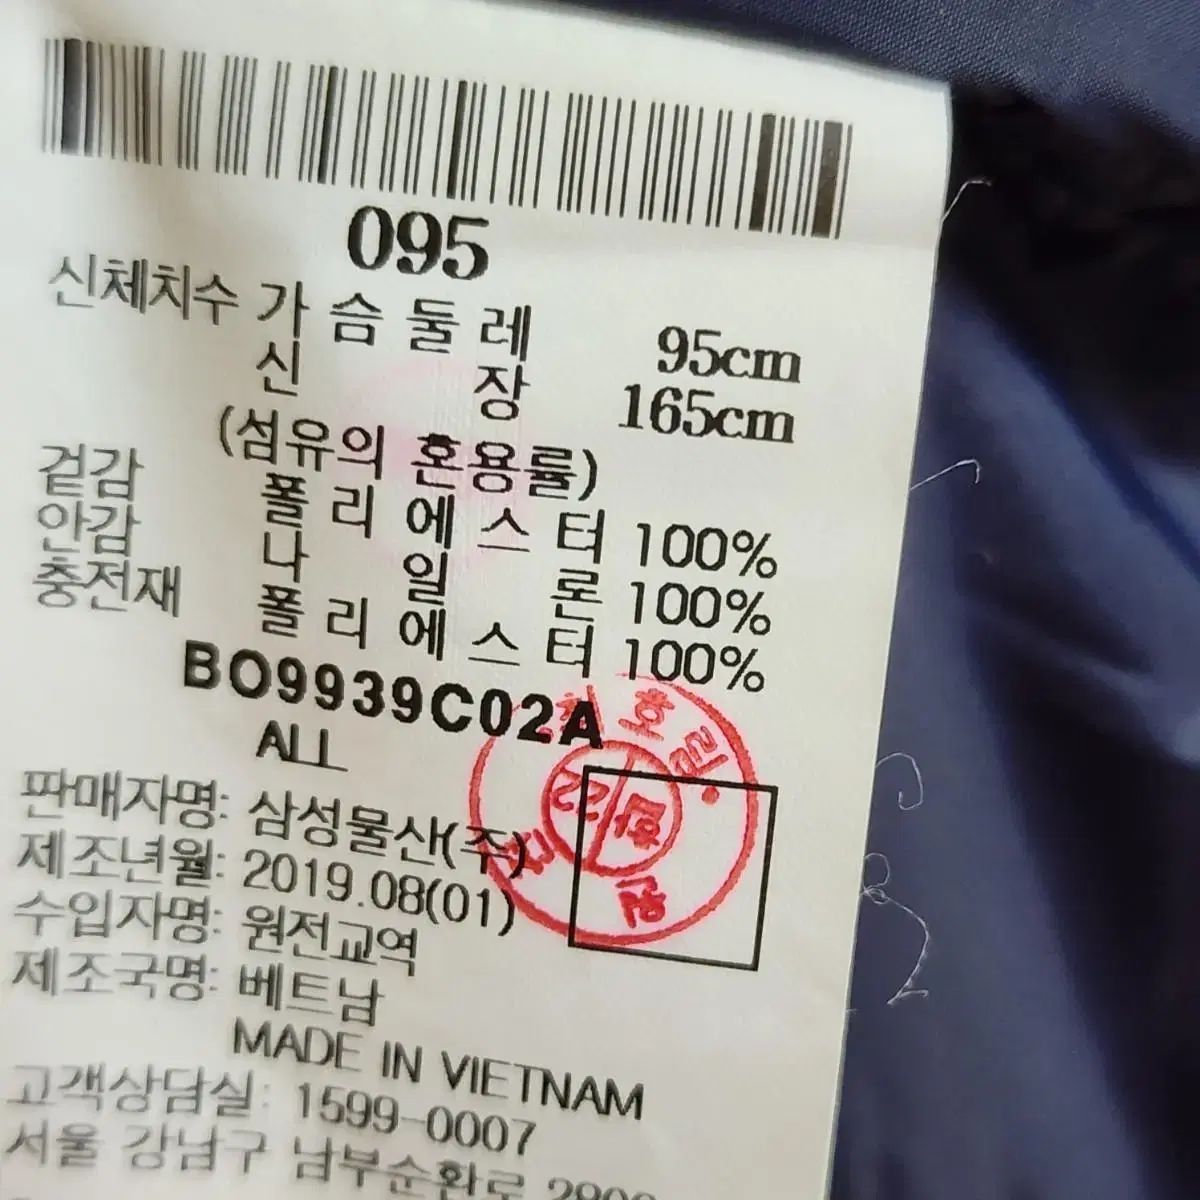 095
신체치수 가슴둘레 95cm
신장 165cm
(섬유의 혼용률)
겉감 폴리에스터 100%
안감 나일론 100%
충전재 폴리에스터 100%
BO9939C02A
ALL
판매자명: 삼성물산(주)
제조년월: 2019.08(01)
수입자명: 원전교역
제조국명: 베트남
MADE IN VIETNAM
고객상담실: 1599-0007
서울 강남구 남부순환로